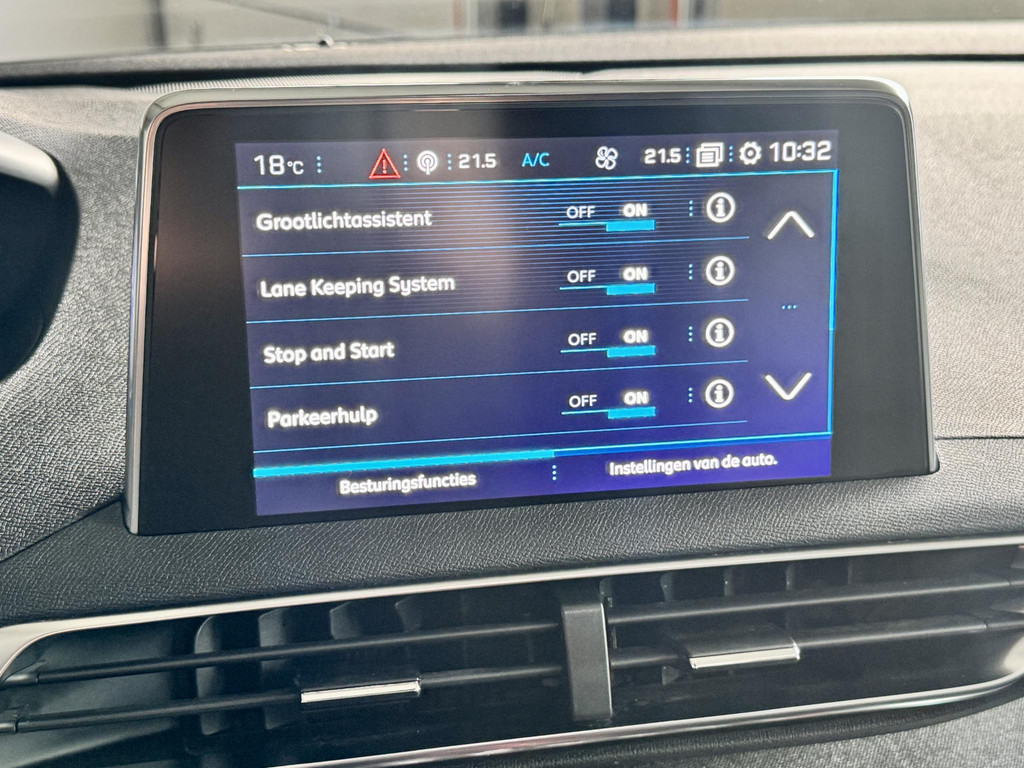 18°C 21.5 A/C 21.5 10:32
Grootlichtassistent OFF ON
Lane Keeping System OFF ON
Stop and Start OFF ON
Parkeerhulp OFF ON
Besturingsfuncties Instellingen van de auto.